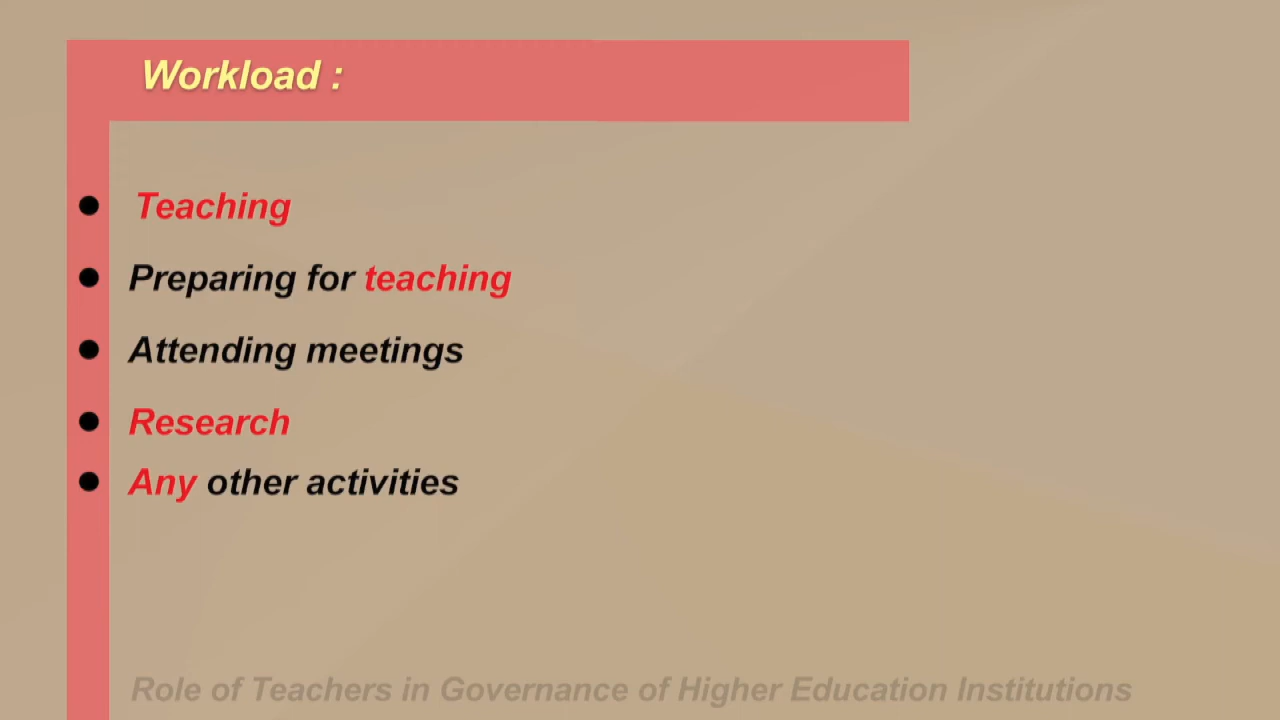 Workload :
Teaching
Preparing for teaching
Attending meetings
Research
Any other activities
Role of Teachers in Governance of Higher Education Institutions